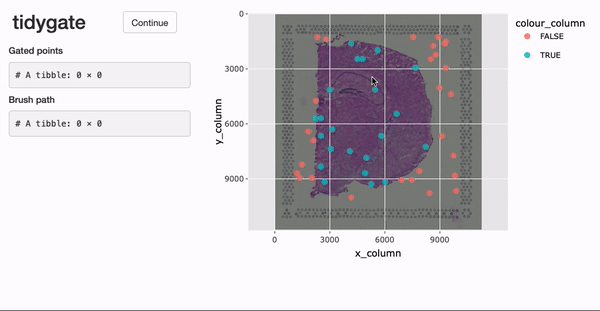 tidygate
Continue
Gated points
# A tibble: 0 × 0
Brush path
# A tibble: 0 × 0
0
3000
6000
9000
y_column
0
3000
6000
9000
x_column
colour_column
FALSE
TRUE